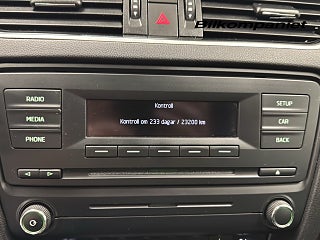 Bilkompaniet
Kontroll
Kontroll om 233 dagar / 23200 km
RADIO
MEDIA
PHONE
SETUP
CAR
BACK